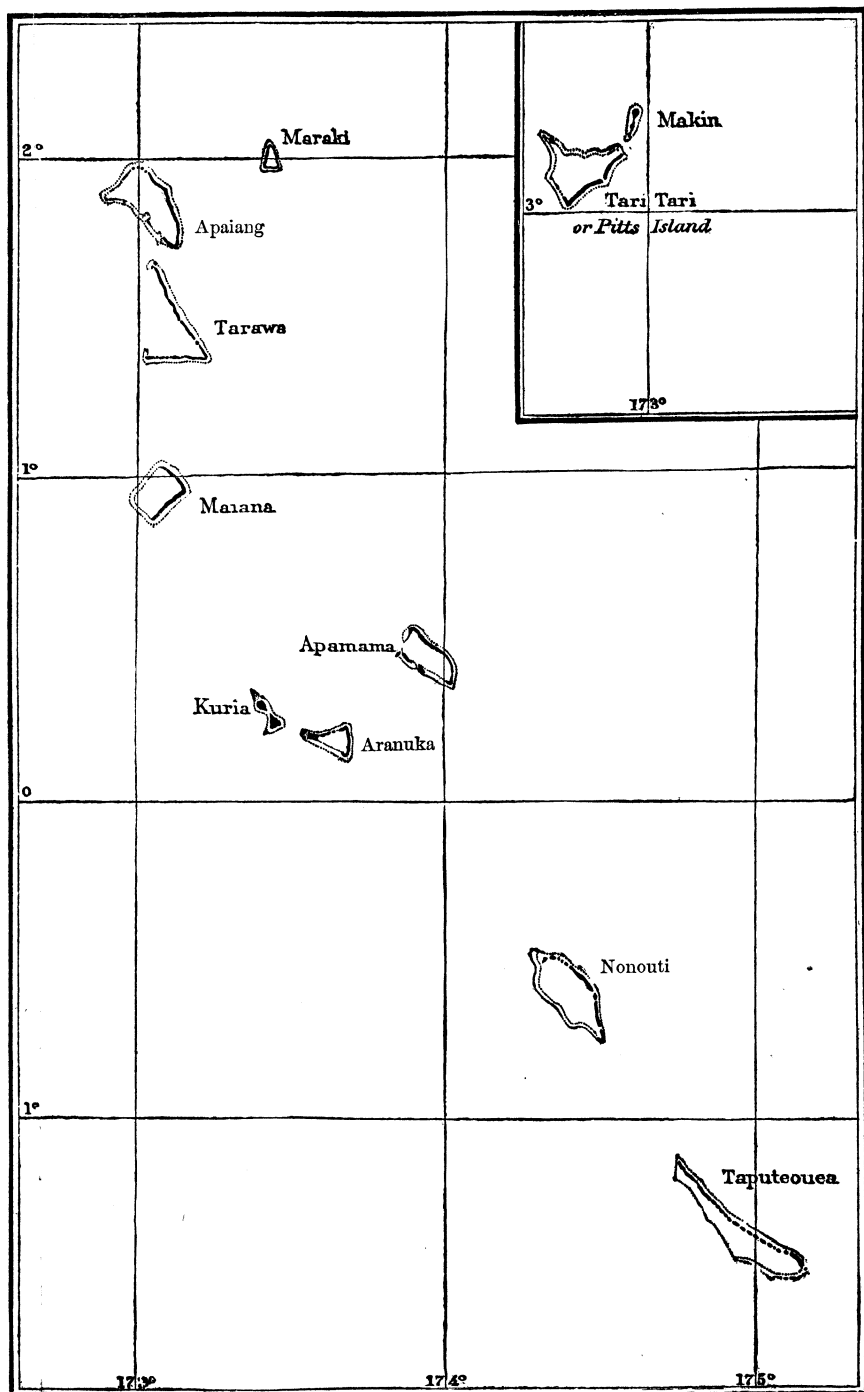 Maraki
Makin
2°
3°
Tari Tari
or Pitts Island
Apaiang
Tarawa
173°
1°
Maiana
Apamama
Kuria
Aranuka
0
Nonouti
1°
Taputeouea
173°
174°
175°